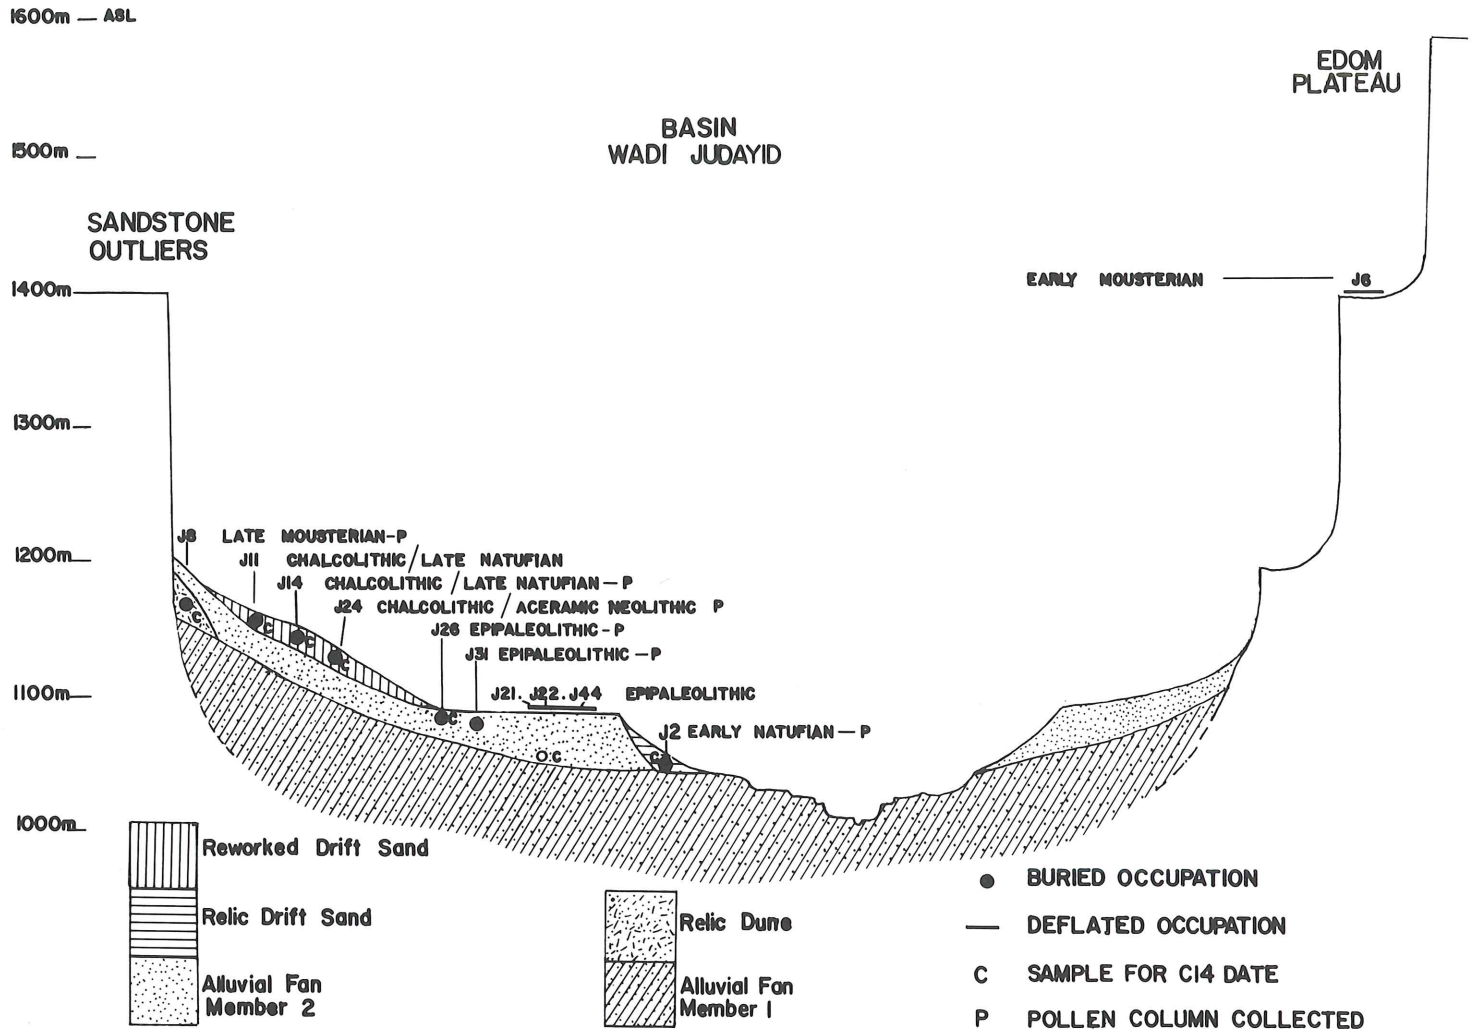 1600m — ASL
EDOM
PLATEAU
BASIN
WADI JUDAYID
1500m
SANDSTONE
OUTLIERS
1400m
EARLY MOUSTERIAN
J6
1300m
1200m
J8 LATE MOUSTERIAN-P
J11 CHALCOLITHIC/LATE NATUFIAN
J14 CHALCOLITHIC/LATE NATUFIAN-P
J24 CHALCOLITHIC/ACERAMIC NEOLITHIC P
J26 EPIPALEOLITHIC-P
J31 EPIPALEOLITHIC-P
1100m
J21. J22. J44 EPIPALEOLITHIC
J2 EARLY NATUFIAN-P
C
C
C
C
C
C
C
1000m
Reworked Drift Sand
Relic Drift Sand
Alluvial Fan
Member 2
Relic Dune
Alluvial Fan
Member 1
BURIED OCCUPATION
DEFLATED OCCUPATION
C SAMPLE FOR C14 DATE
P POLLEN COLUMN COLLECTED